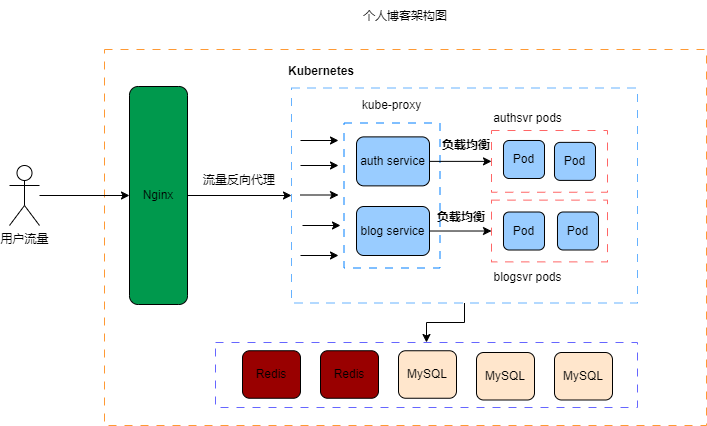 个人博客架构图
Kubernetes
kube-proxy
authsvr pods
auth service
负载均衡
Pod
Pod
用户流量
Nginx
流量反向代理
blog service
负载均衡
Pod
Pod
blogsvr pods
Redis
Redis
MySQL
MySQL
MySQL